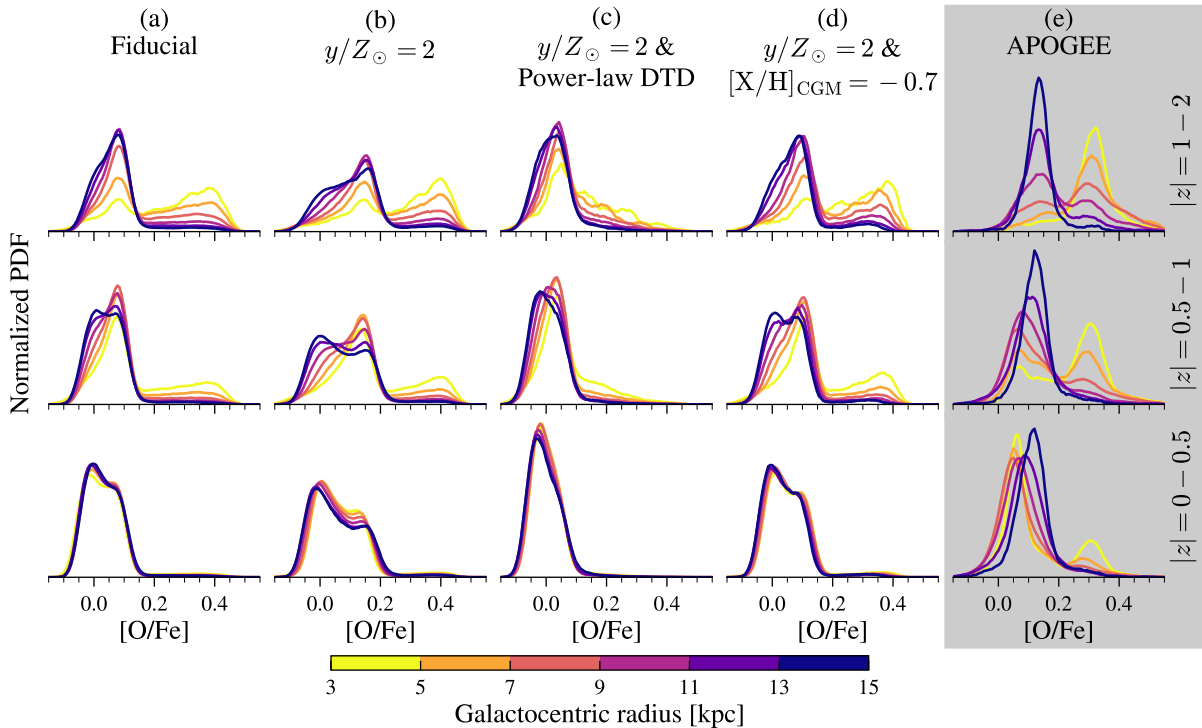 (a)
Fiducial
(b)
y/Z⊙ = 2
(c)
y/Z⊙ = 2 &
Power-law DTD
(d)
y/Z⊙ = 2 &
[X/H]CGM = −0.7
(e)
APOGEE
Normalized PDF
|z| = 1 − 2
|z| = 0.5 − 1
|z| = 0 − 0.5
0.0 0.2 0.4
0.0 0.2 0.4
0.0 0.2 0.4
0.0 0.2 0.4
0.0 0.2 0.4
[O/Fe]
[O/Fe]
[O/Fe]
[O/Fe]
[O/Fe]
3 5 7 9 11 13 15
Galactocentric radius [kpc]